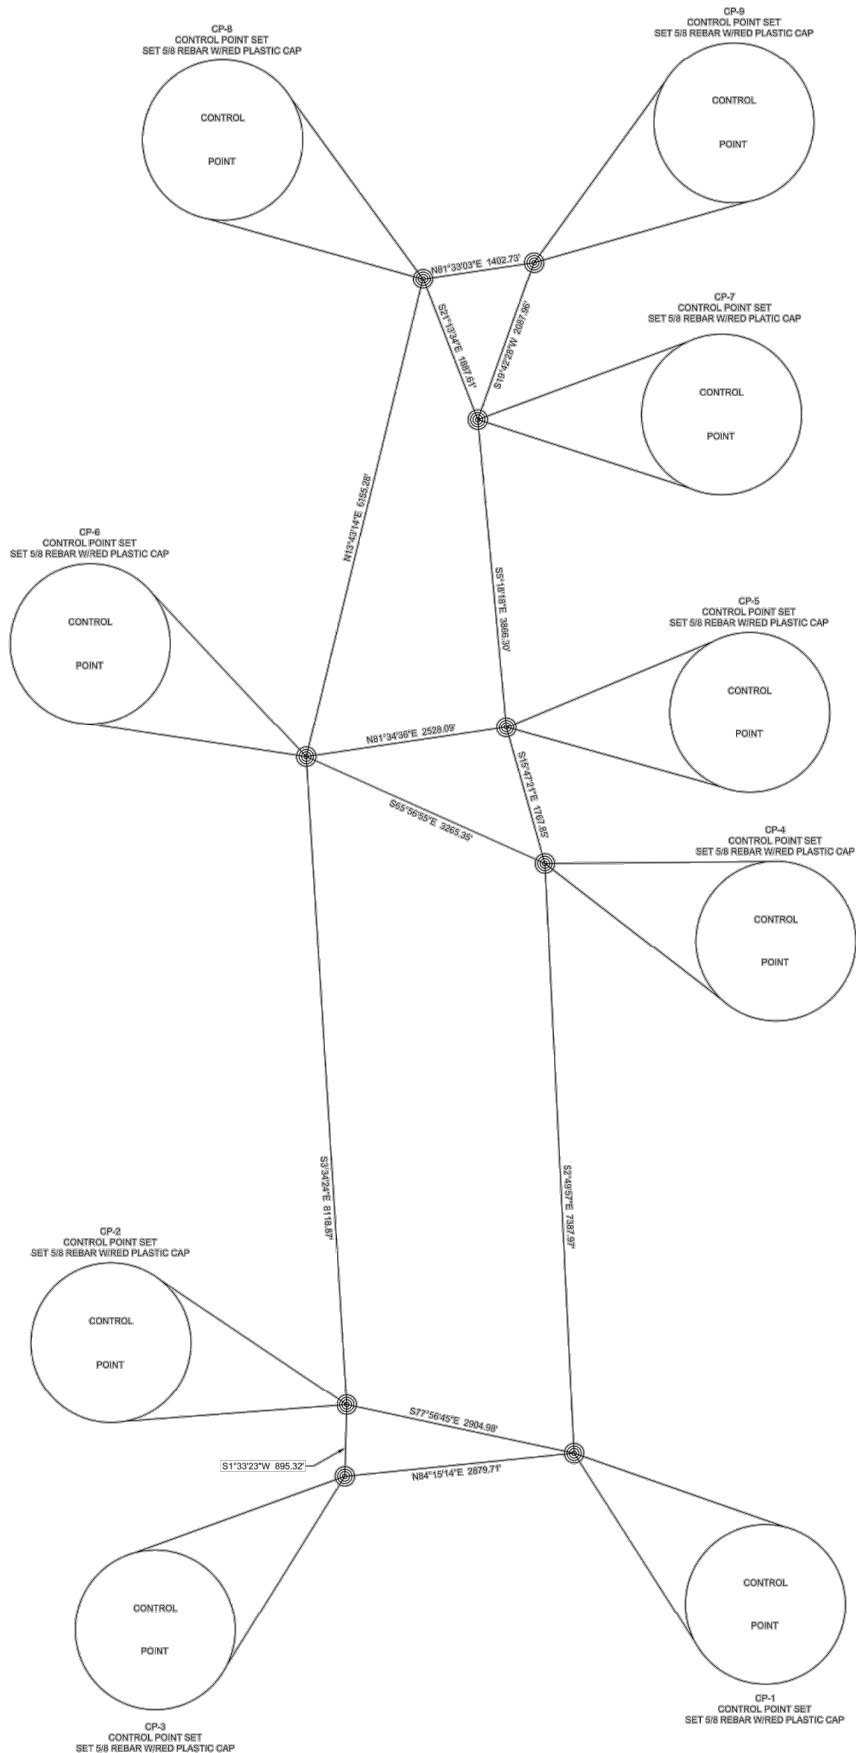 CP-9
CONTROL POINT SET
SET 5/8 REBAR W/RED PLASTIC CAP
CONTROL
POINT
CP-8
CONTROL POINT SET
SET 5/8 REBAR W/RED PLASTIC CAP
CONTROL
POINT
N81°33'03"E 1402.73'
S21°13'34"E 1887.61'
S19°42'28"W 2087.96'
CP-7
CONTROL POINT SET
SET 5/8 REBAR W/RED PLATIC CAP
CONTROL
POINT
N13°43'14"E 6155.28'
CP-6
CONTROL POINT SET
SET 5/8 REBAR W/RED PLASTIC CAP
CONTROL
POINT
S5°18'18"E 3866.30'
CP-5
CONTROL POINT SET
SET 5/8 REBAR W/RED PLASTIC CAP
CONTROL
POINT
N81°34'36"E 2528.09'
S15°47'21"E 1767.85'
S65°56'55"E 3265.35'
CP-4
CONTROL POINT SET
SET 5/8 REBAR W/RED PLASTIC CAP
CONTROL
POINT
S3°34'24"E 8118.87'
S2°49'57"E 7387.97'
CP-2
CONTROL POINT SET
SET 5/8 REBAR W/RED PLASTIC CAP
CONTROL
POINT
S77°56'45"E 2904.98'
S1°33'23"W 895.32'
N84°15'14"E 2879.71'
CONTROL
POINT
CP-3
CONTROL POINT SET
SET 5/8 REBAR W/RED PLASTIC CAP
CONTROL
POINT
CP-1
CONTROL POINT SET
SET 5/8 REBAR W/RED PLASTIC CAP